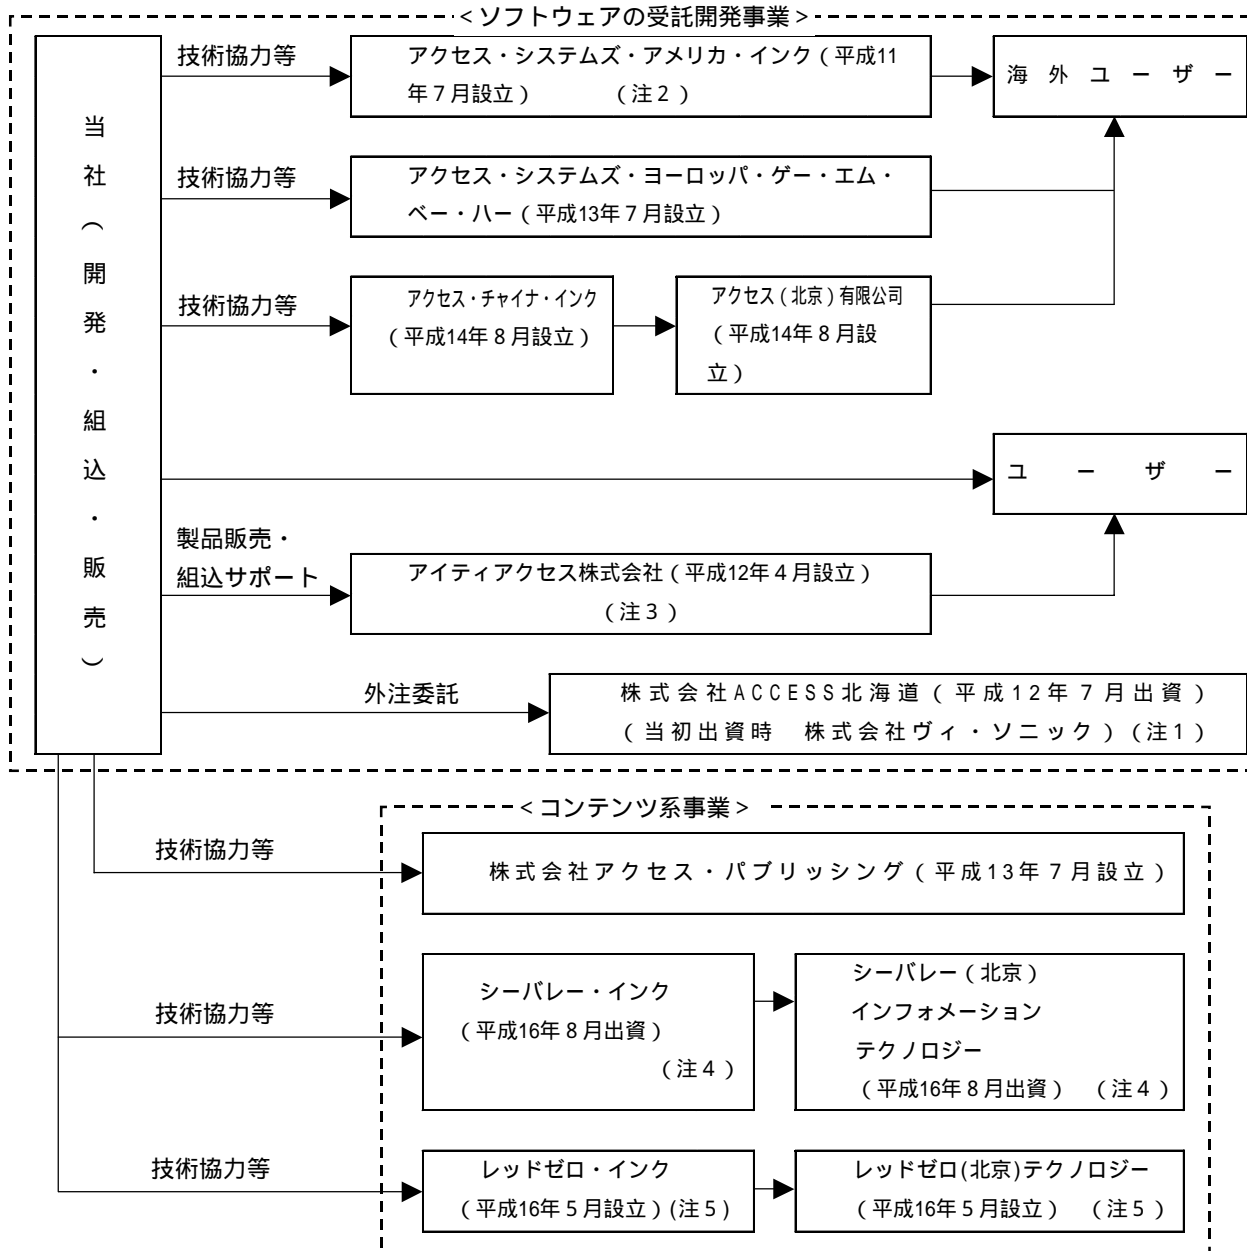 ＜ソフトウェアの受託開発事業＞
当社（開発・組込・販売）
技術協力等
アクセス・システムズ・アメリカ・インク（平成11
年７月設立）　（注２）
海外ユーザー
技術協力等
アクセス・システムズ・ヨーロッパ・ゲー・エム・
ベー・ハー（平成13年７月設立）
技術協力等
アクセス・チャイナ・インク
（平成14年８月設立）
アクセス（北京）有限公司
（平成14年８月設
立）
ユーザー
製品販売・
組込サポート
アイティアクセス株式会社（平成12年４月設立）
（注３）
外注委託
株式会社ACCESS北海道（平成12年７月出資）
（当初出資時　株式会社ヴィ・ソニック）（注１）
＜コンテンツ系事業＞
技術協力等
株式会社アクセス・パブリッシング（平成13年７月設立）
技術協力等
シーバレー・インク
（平成16年８月出資）
（注４）
シーバレー（北京）
インフォメーション
テクノロジー
（平成16年８月出資）　（注４）
技術協力等
レッドゼロ・インク
（平成16年５月設立）(注５)
レッドゼロ(北京)テクノロジー
（平成16年５月設立）　（注５）